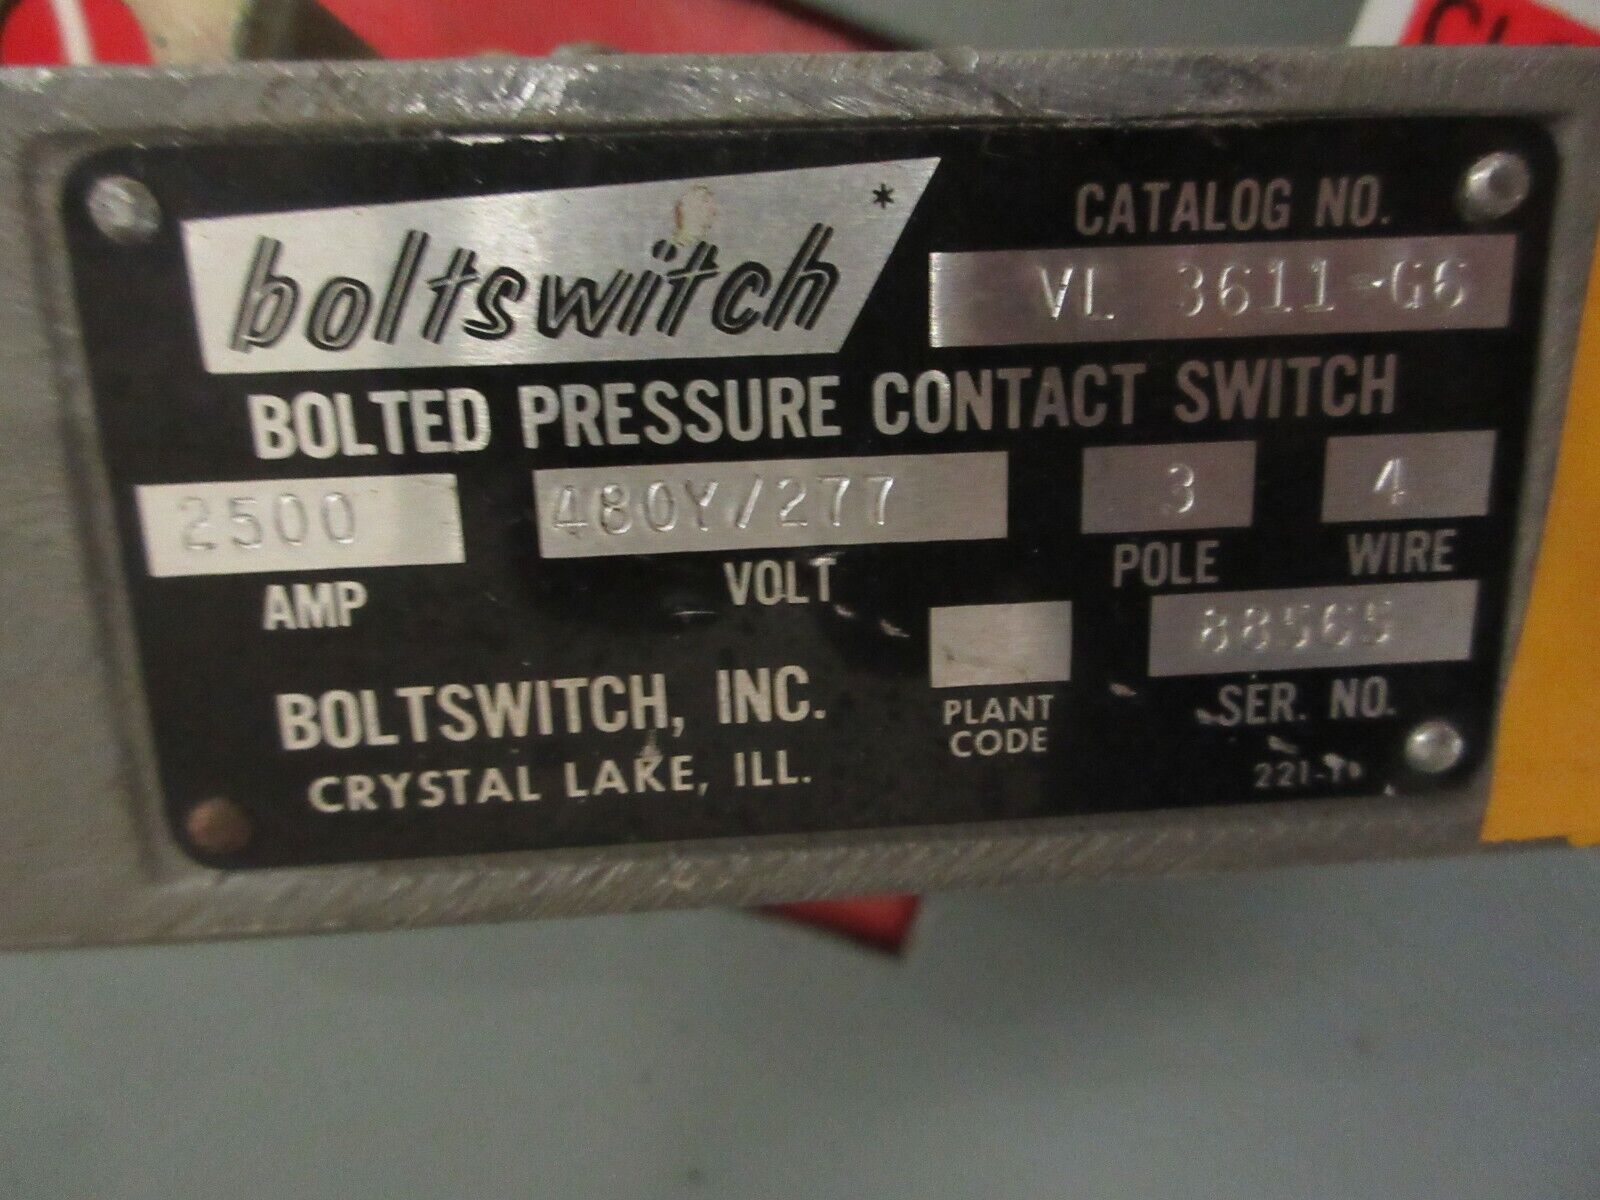 boltswitch *
CATALOG NO.
VL 3611-G6
BOLTED PRESSURE CONTACT SWITCH
2500
480Y/277
3
4
AMP
VOLT
POLE
WIRE
BOLTSWITCH, INC.
CRYSTAL LAKE, ILL.
PLANT
CODE
88565
SER. NO.